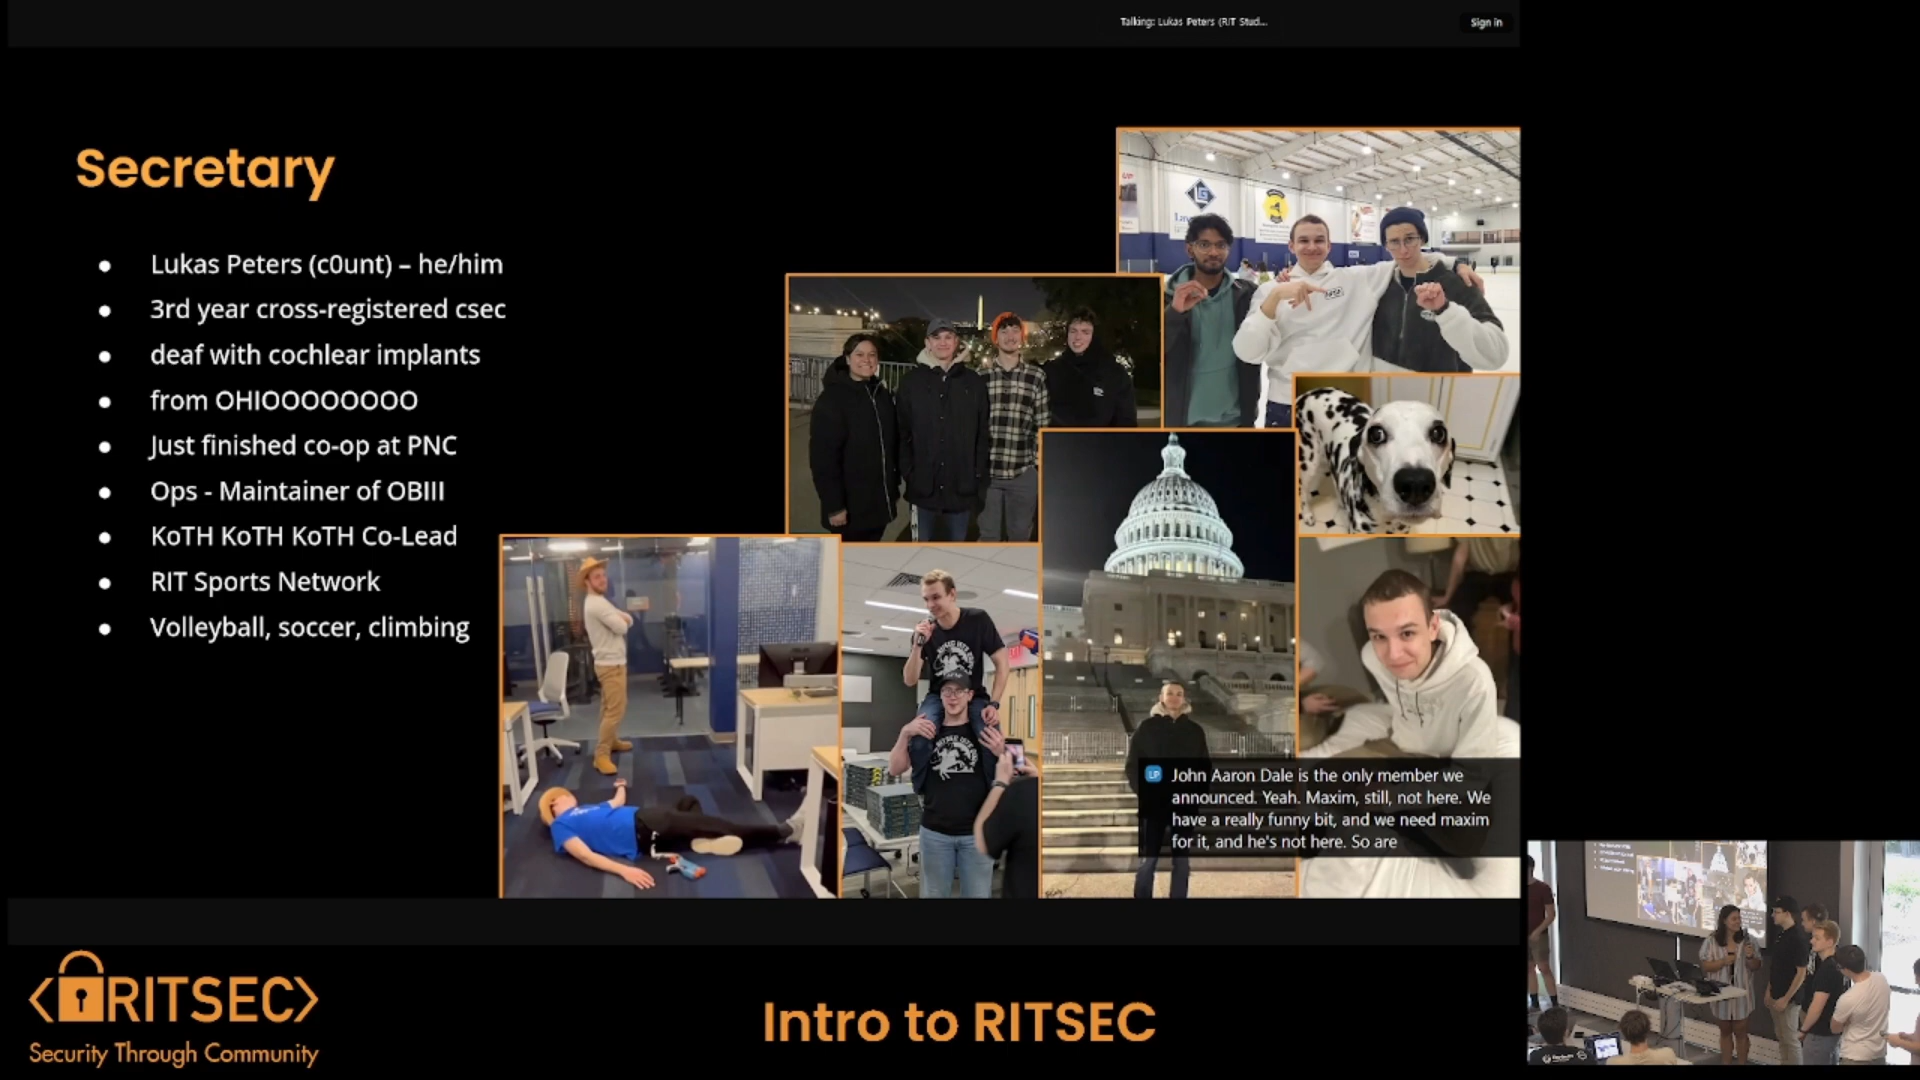 Talking: Lukas Peters (RIT Stud...
Sign in
Secretary
Lukas Peters (c0unt) – he/him
3rd year cross-registered csec
deaf with cochlear implants
from OHIOOOOOOOO
Just finished co-op at PNC
Ops - Maintainer of OBIII
KoTH KoTH KoTH Co-Lead
RIT Sports Network
Volleyball, soccer, climbing
LP
John Aaron Dale is the only member we
announced. Yeah. Maxim, still, not here. We
have a really funny bit, and we need maxim
for it, and he's not here. So are
<RITSEC>
Security Through Community
Intro to RITSEC